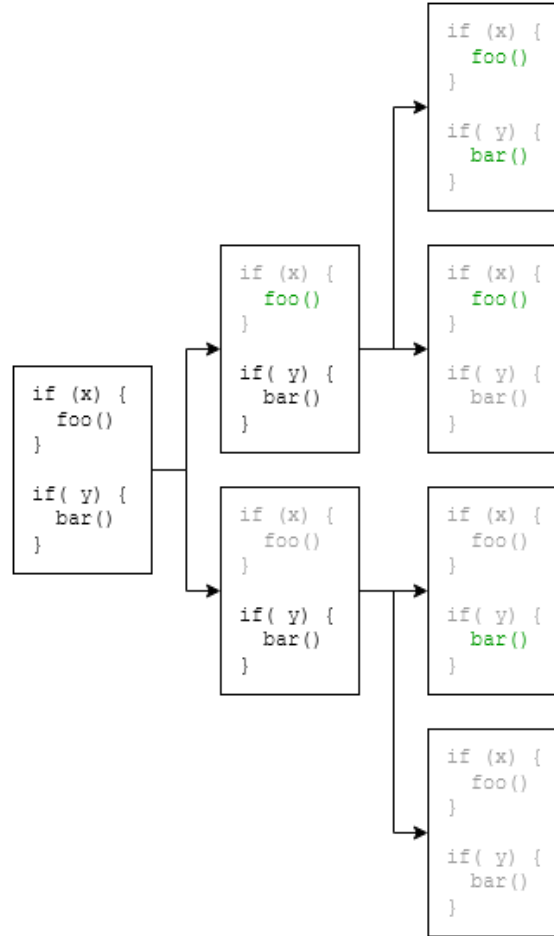 if (x) {
  foo()
}
if( y) {
  bar()
}
if (x) {
  foo()
}
if( y) {
  bar()
}
if (x) {
  foo()
}
if( y) {
  bar()
}
if (x) {
  foo()
}
if( y) {
  bar()
}
if (x) {
  foo()
}
if( y) {
  bar()
}
if (x) {
  foo()
}
if( y) {
  bar()
}
if (x) {
  foo()
}
if( y) {
  bar()
}